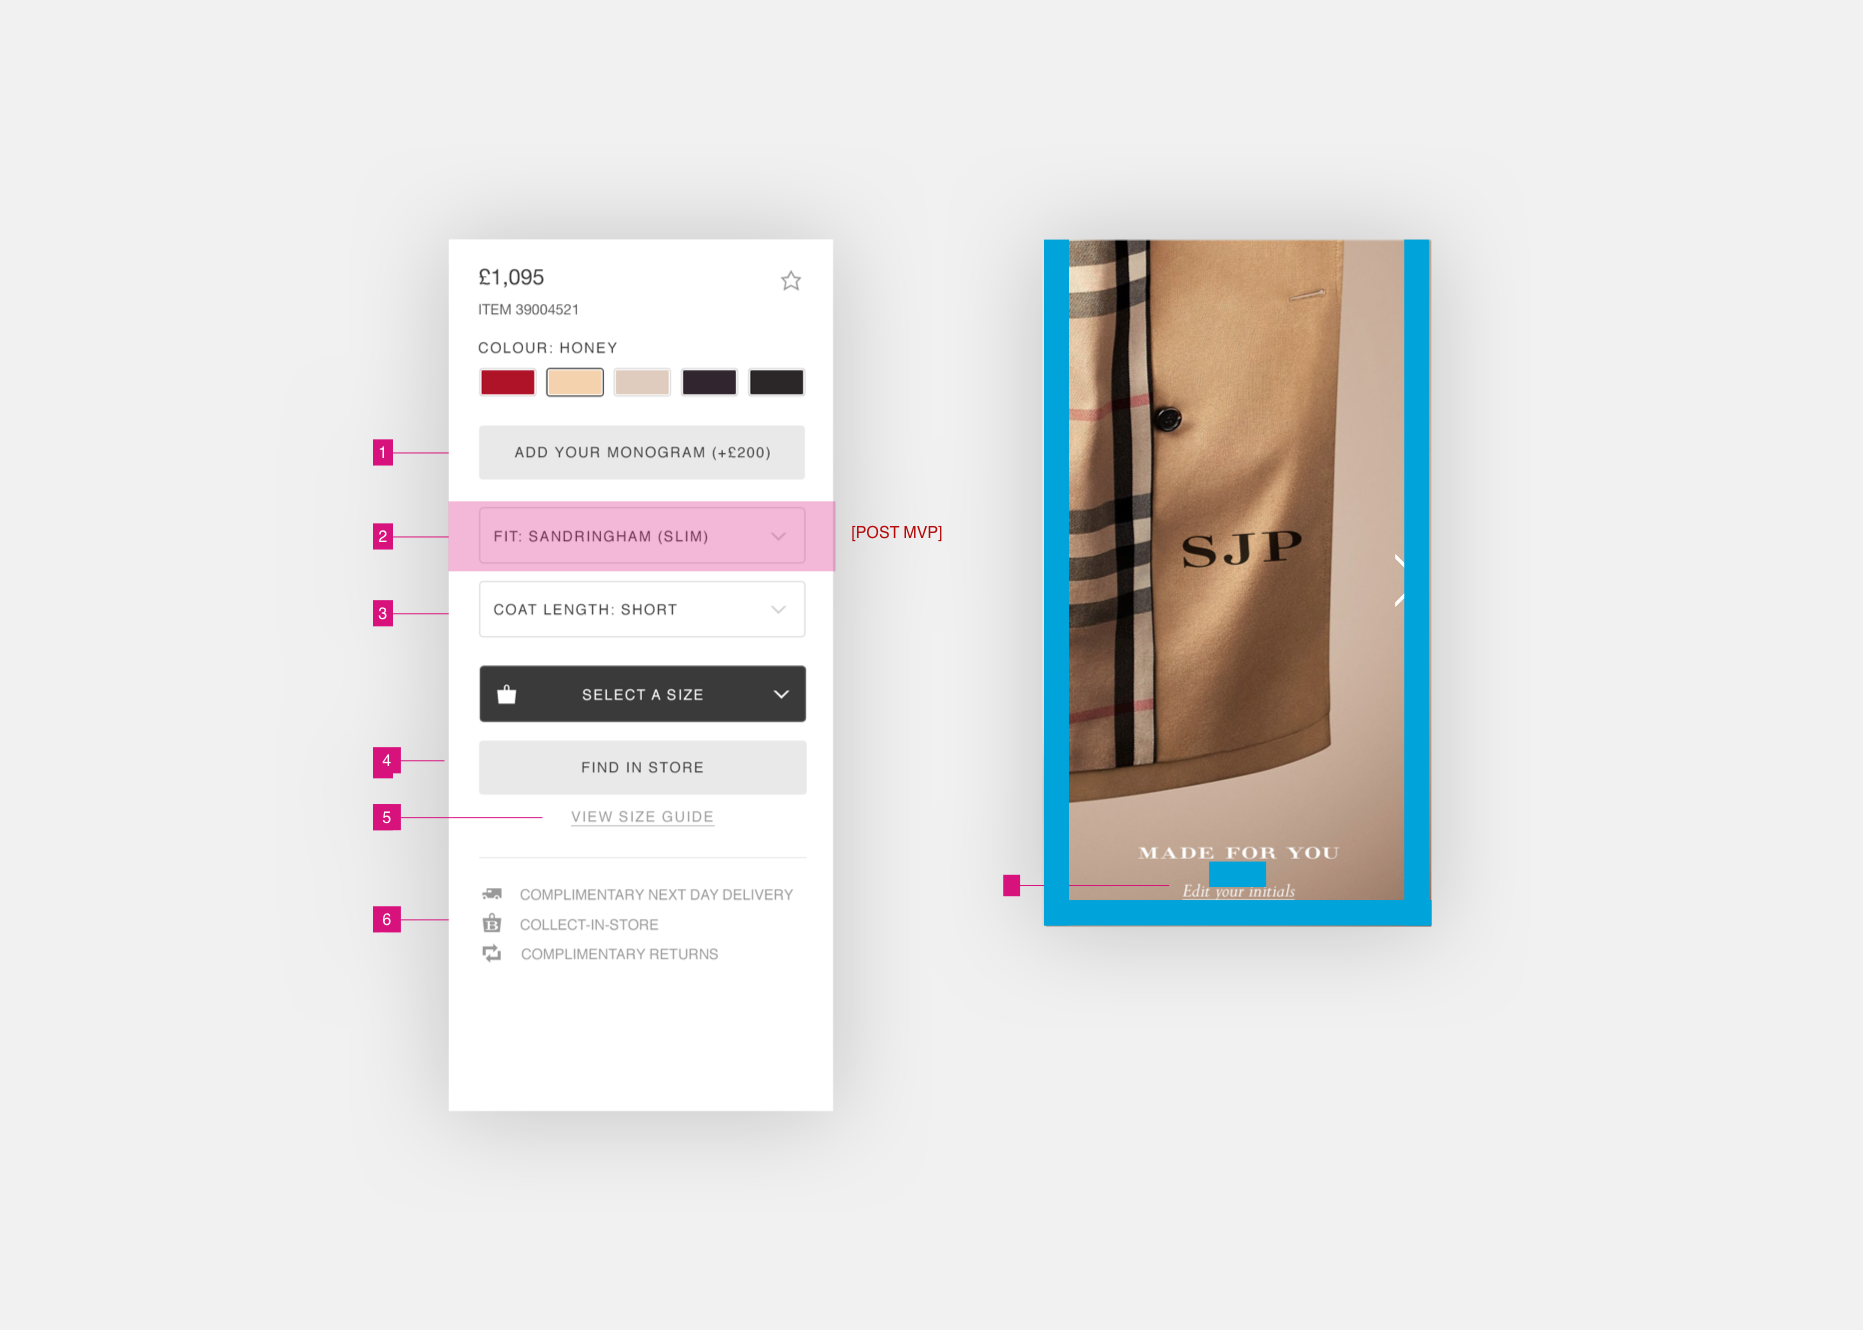 £1,095
ITEM 39004521
COLOUR: HONEY
1
ADD YOUR MONOGRAM (+£200)
2
FIT: SANDRINGHAM (SLIM)
[POST MVP]
3
COAT LENGTH: SHORT
SELECT A SIZE
4
FIND IN STORE
5
VIEW SIZE GUIDE
COMPLIMENTARY NEXT DAY DELIVERY
6
B
COLLECT-IN-STORE
COMPLIMENTARY RETURNS
SJP
MADE FOR YOU
Edit your initials